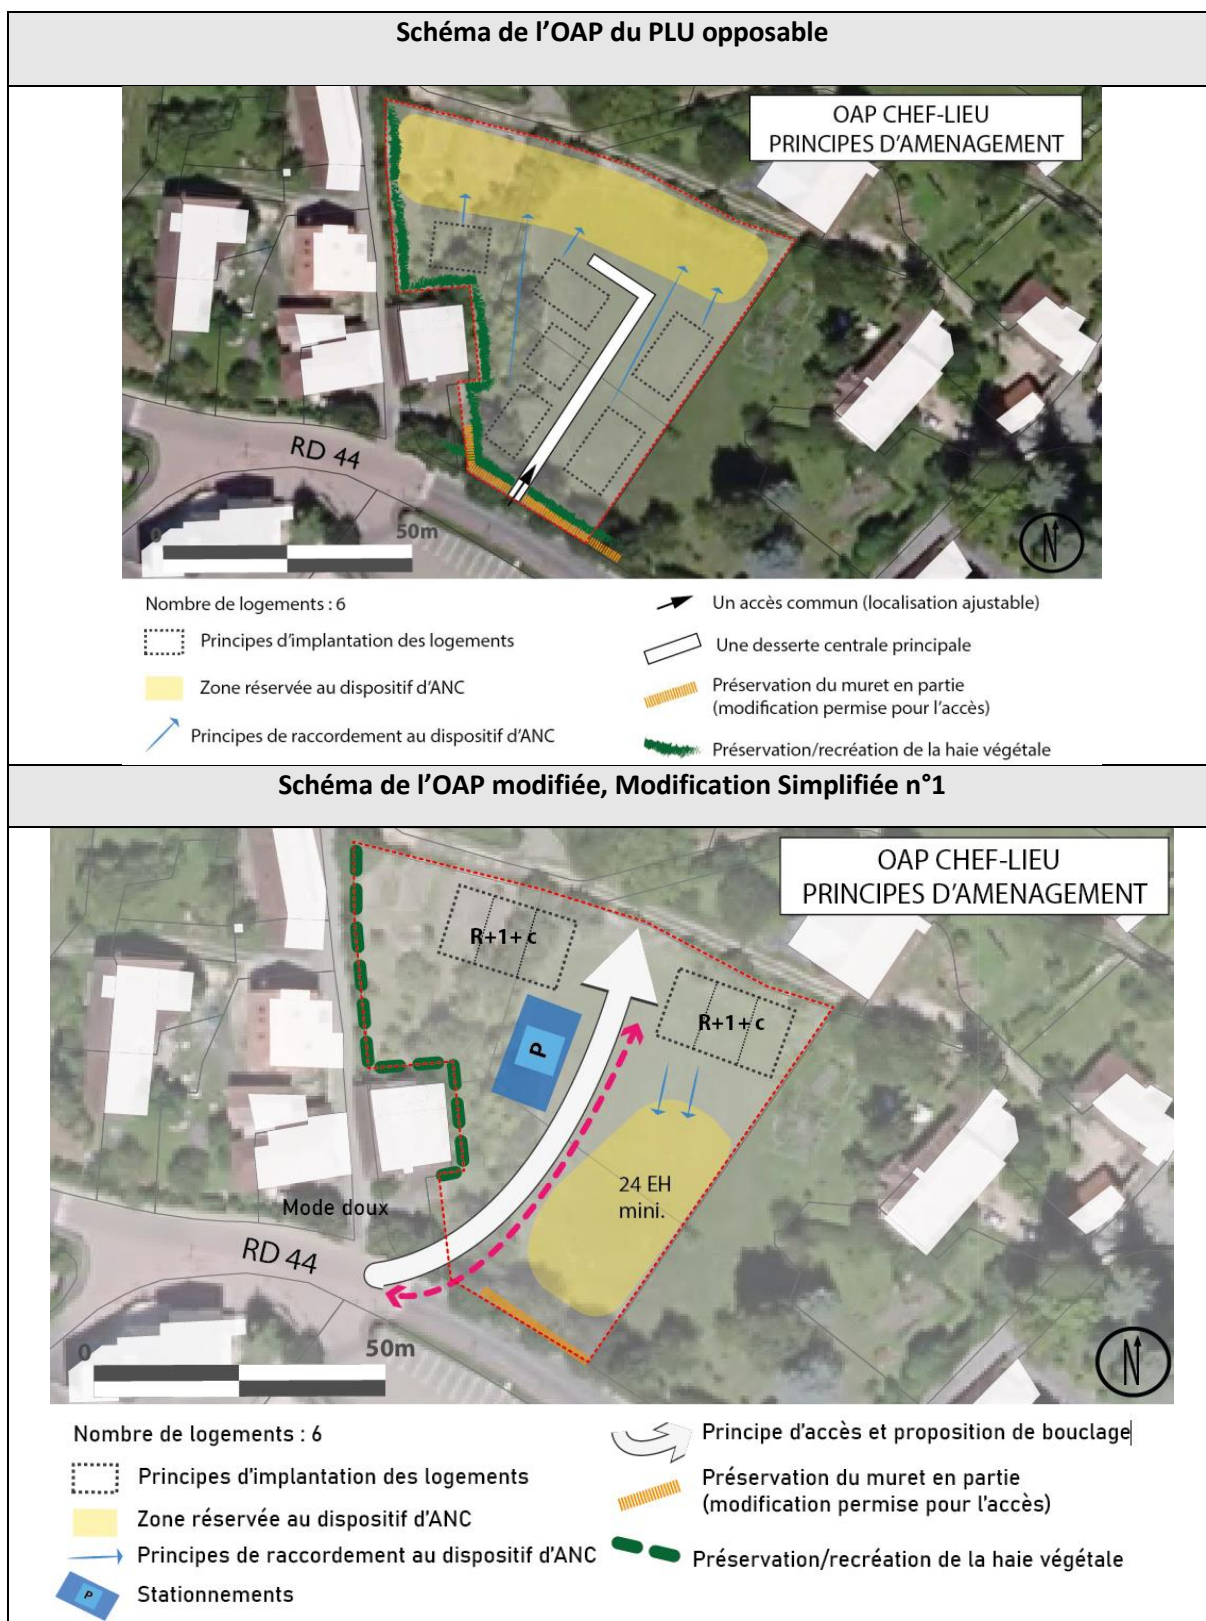 Schéma de l’OAP du PLU opposable
OAP CHEF-LIEU
PRINCIPES D'AMENAGEMENT
RD 44
0
50m
N
Nombre de logements : 6
Principes d'implantation des logements
Zone réservée au dispositif d'ANC
Principes de raccordement au dispositif d'ANC
Un accès commun (localisation ajustable)
Une desserte centrale principale
Préservation du muret en partie
(modification permise pour l'accès)
Préservation/recréation de la haie végétale
Schéma de l’OAP modifiée, Modification Simplifiée n°1
OAP CHEF-LIEU
PRINCIPES D'AMENAGEMENT
R+1+ c
R+1+ c
P
24 EH
mini.
Mode doux
RD 44
0
50m
N
Nombre de logements : 6
Principes d'implantation des logements
Zone réservée au dispositif d'ANC
Principes de raccordement au dispositif d'ANC
P
Stationnements
Principe d'accès et proposition de bouclage
Préservation du muret en partie
(modification permise pour l'accès)
Préservation/recréation de la haie végétale